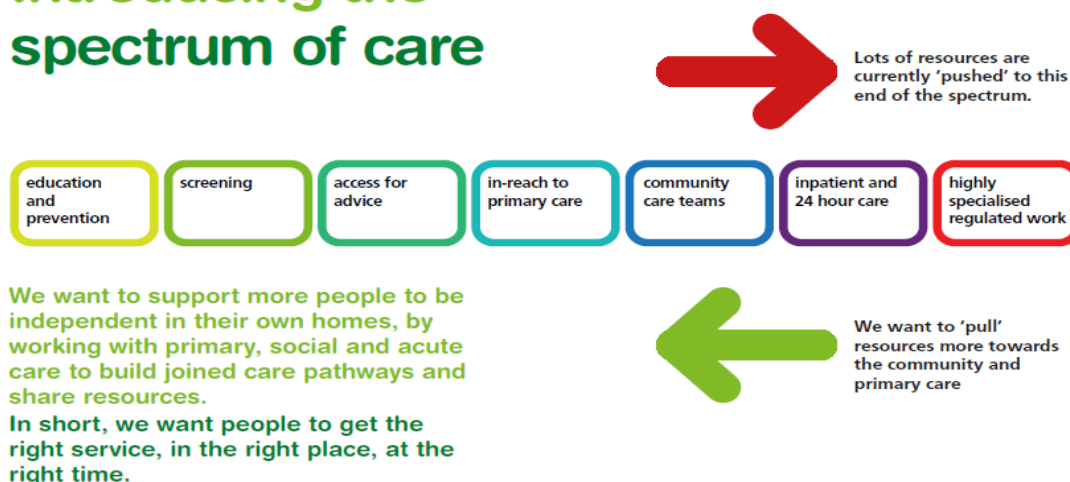 spectrum of care
Lots of resources are
currently 'pushed' to this
end of the spectrum.
education
and
prevention
screening
access for
advice
in-reach to
primary care
community
care teams
inpatient and
24 hour care
highly
specialised
regulated work
We want to support more people to be
independent in their own homes, by
working with primary, social and acute
care to build joined care pathways and
share resources.
In short, we want people to get the
right service, in the right place, at the
right time.
We want to 'pull'
resources more towards
the community and
primary care